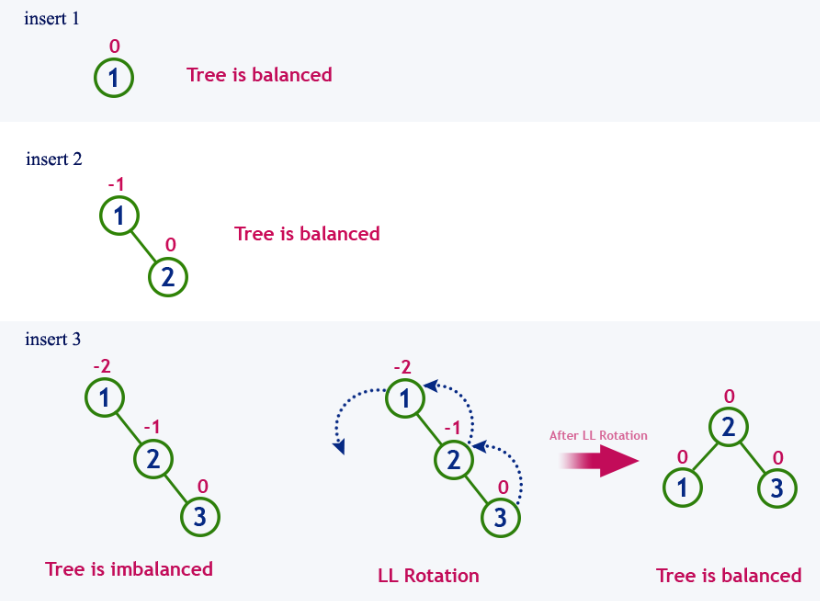 insert 1
0
1
Tree is balanced
insert 2
-1
1
Tree is balanced
0
2
insert 3
-2
1
-1
2
0
3
Tree is imbalanced
-2
1
-1
2
0
3
LL Rotation
After LL Rotation
0
2
0
1
0
3
Tree is balanced